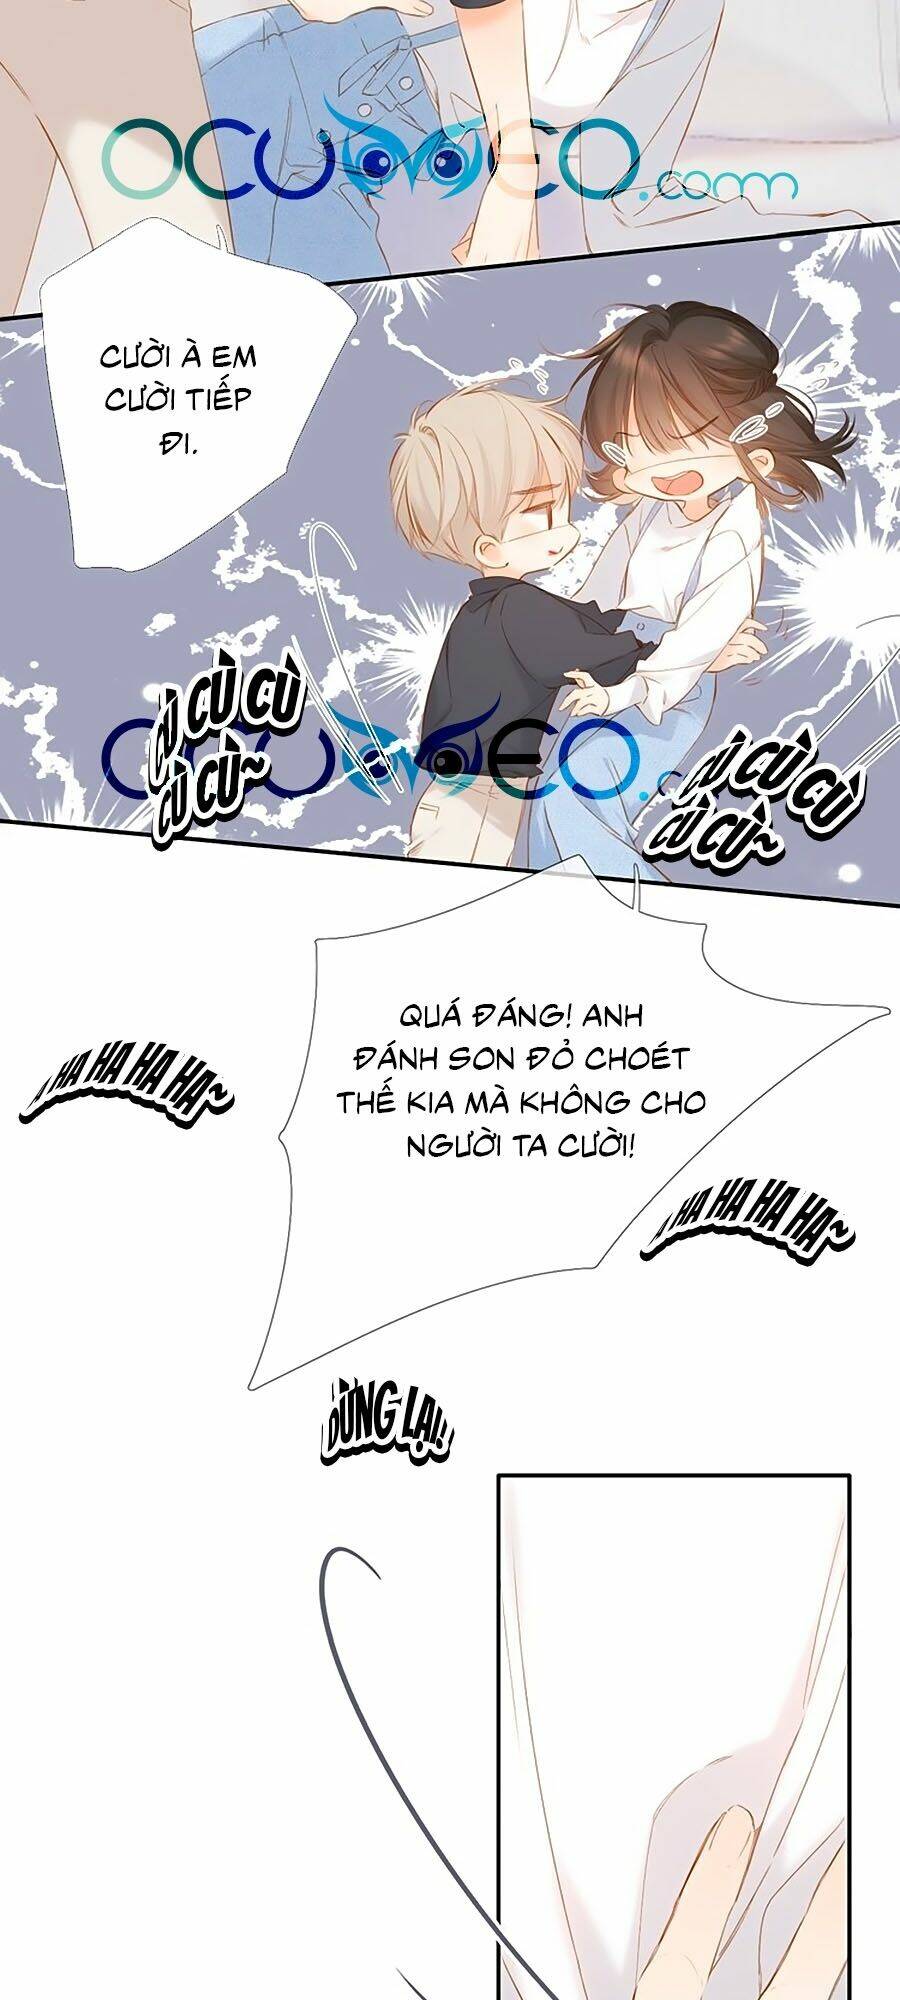 OCUMEO.com
CƯỜI À EM
CƯỜI TIẾP
ĐI.
CÙ CÙ CÙ
CÙ CÙ~
OCUMEO.c
CÙ CÙ CÙ CÙ
CÙ CÙ~
QUÁ ĐÁNG! ANH
ĐÁNH SON ĐỎ CHOÉT
THẾ KIA MÀ KHÔNG CHO
NGƯỜI TA CƯỜI!
HA HA HA HA~
HA HA HA HA~
DỪNG LẠI!